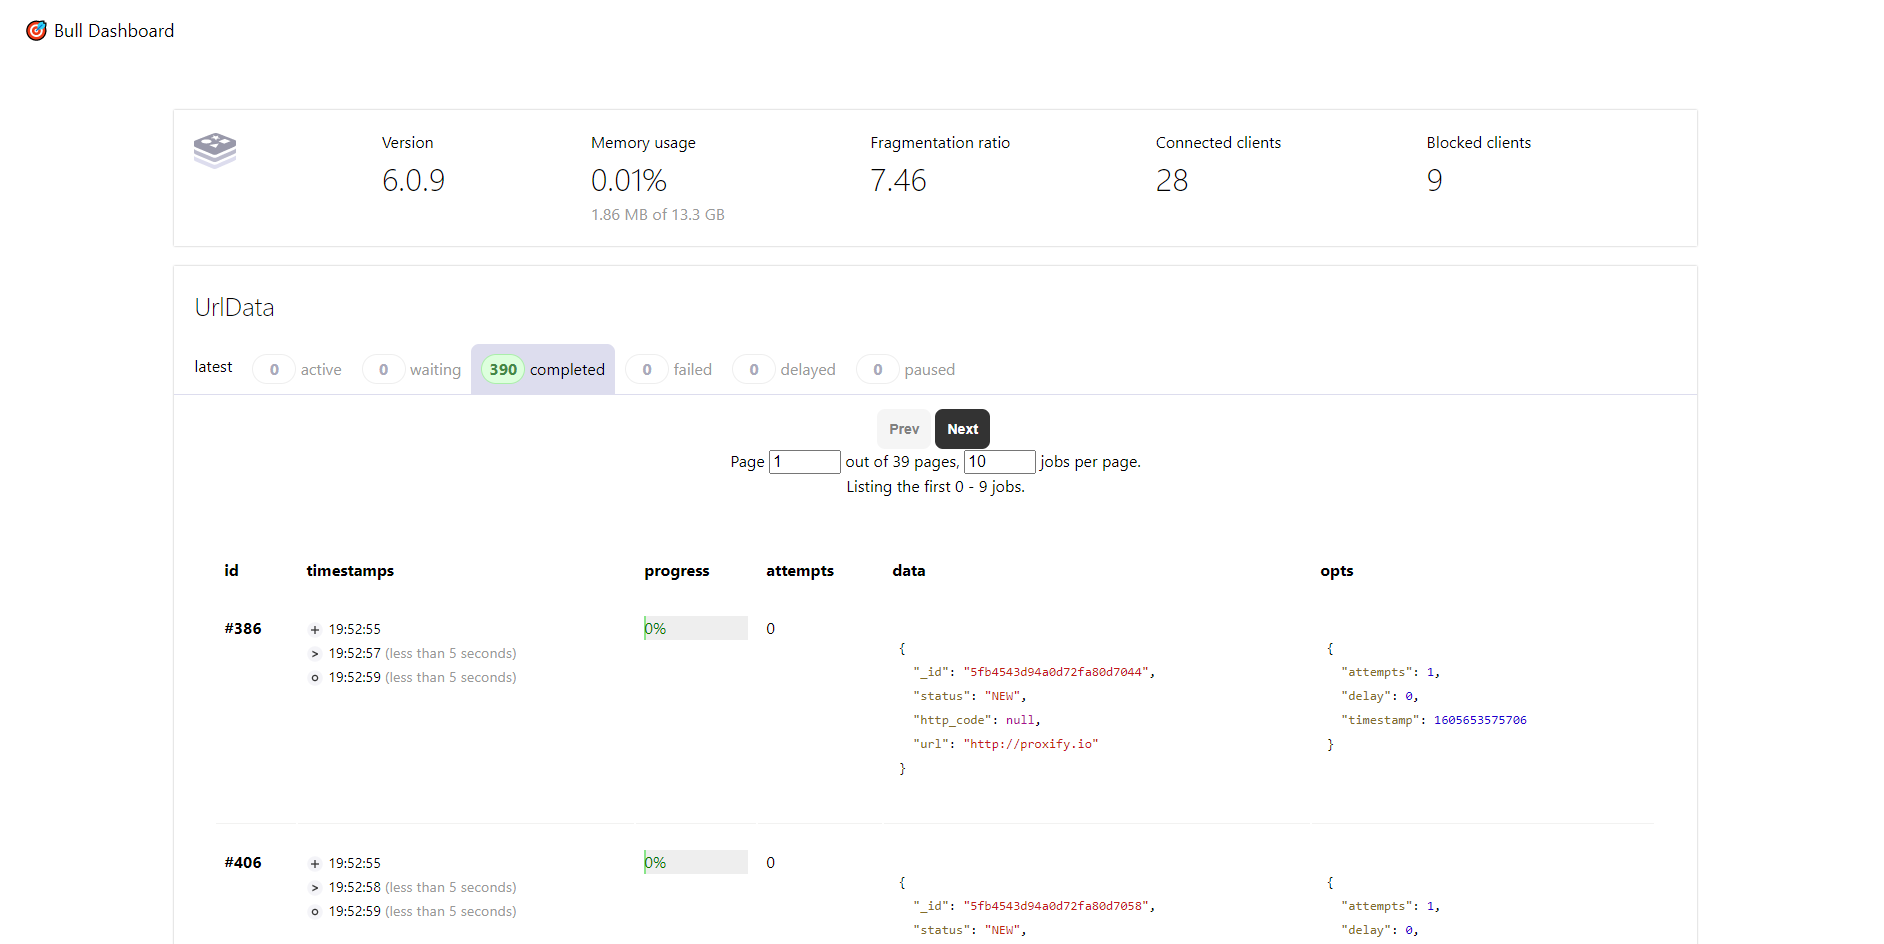 Bull Dashboard
Version Memory usage Fragmentation ratio Connected clients Blocked clients
6.0.9 0.01% 7.46 28 9
1.86 MB of 13.3 GB
UrlData
latest 0 active 0 waiting 390 completed 0 failed 0 delayed 0 paused
Prev Next
Page 1 out of 39 pages, 10 jobs per page.
Listing the first 0 - 9 jobs.
id timestamps progress attempts data opts
#386 + 19:52:55 0% 0
> 19:52:57 (less than 5 seconds)
19:52:59 (less than 5 seconds)
{
"_id": "5fb4543d94a0d72fa80d7044",
"status": "NEW",
"http_code": null,
"url": "http://proxify.io"
}
{
"attempts": 1,
"delay": 0,
"timestamp": 1605653575706
}
#406 + 19:52:55 0% 0
> 19:52:58 (less than 5 seconds)
19:52:59 (less than 5 seconds)
{
"_id": "5fb4543d94a0d72fa80d7058",
"status": "NEW",
{
"attempts": 1,
"delay": 0,